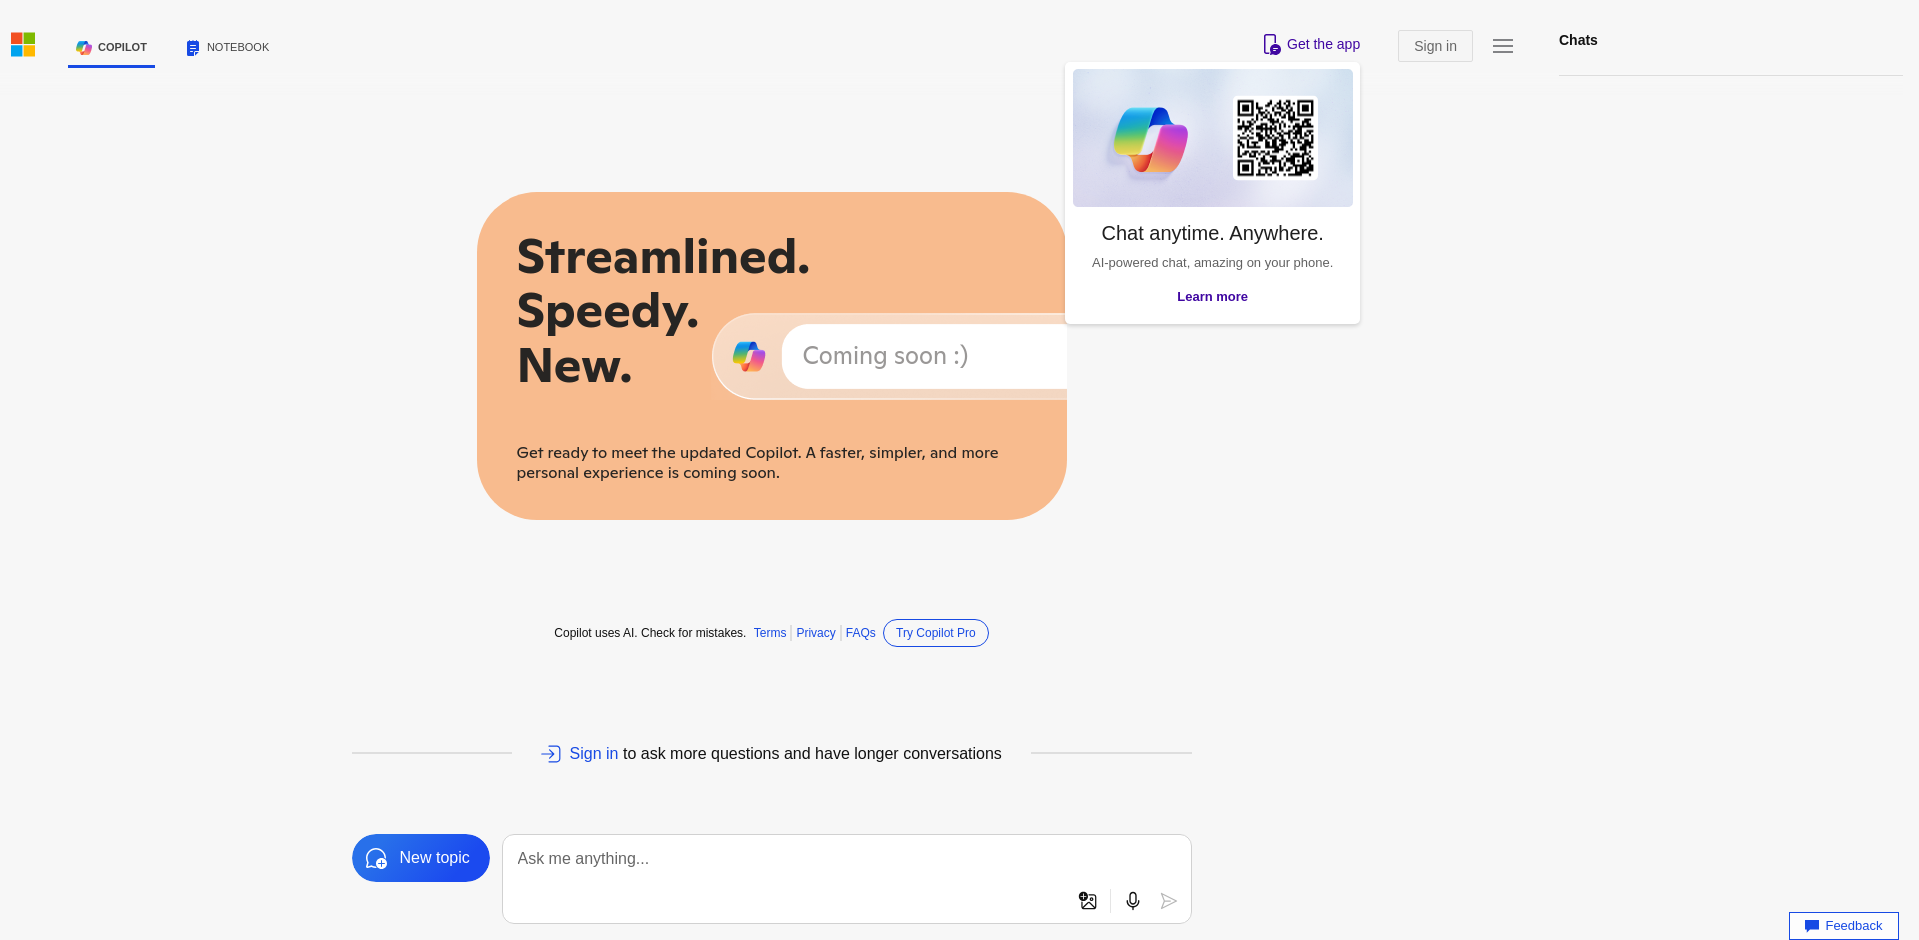 COPILOT
NOTEBOOK
Get the app
Sign in
Chats
Chat anytime. Anywhere.
AI-powered chat, amazing on your phone.
Learn more
Streamlined.
Speedy.
New.
Coming soon :)
Get ready to meet the updated Copilot. A faster, simpler, and more
personal experience is coming soon.
Copilot uses AI. Check for mistakes. Terms Privacy FAQs Try Copilot Pro
Sign in to ask more questions and have longer conversations
New topic
Ask me anything...
Feedback